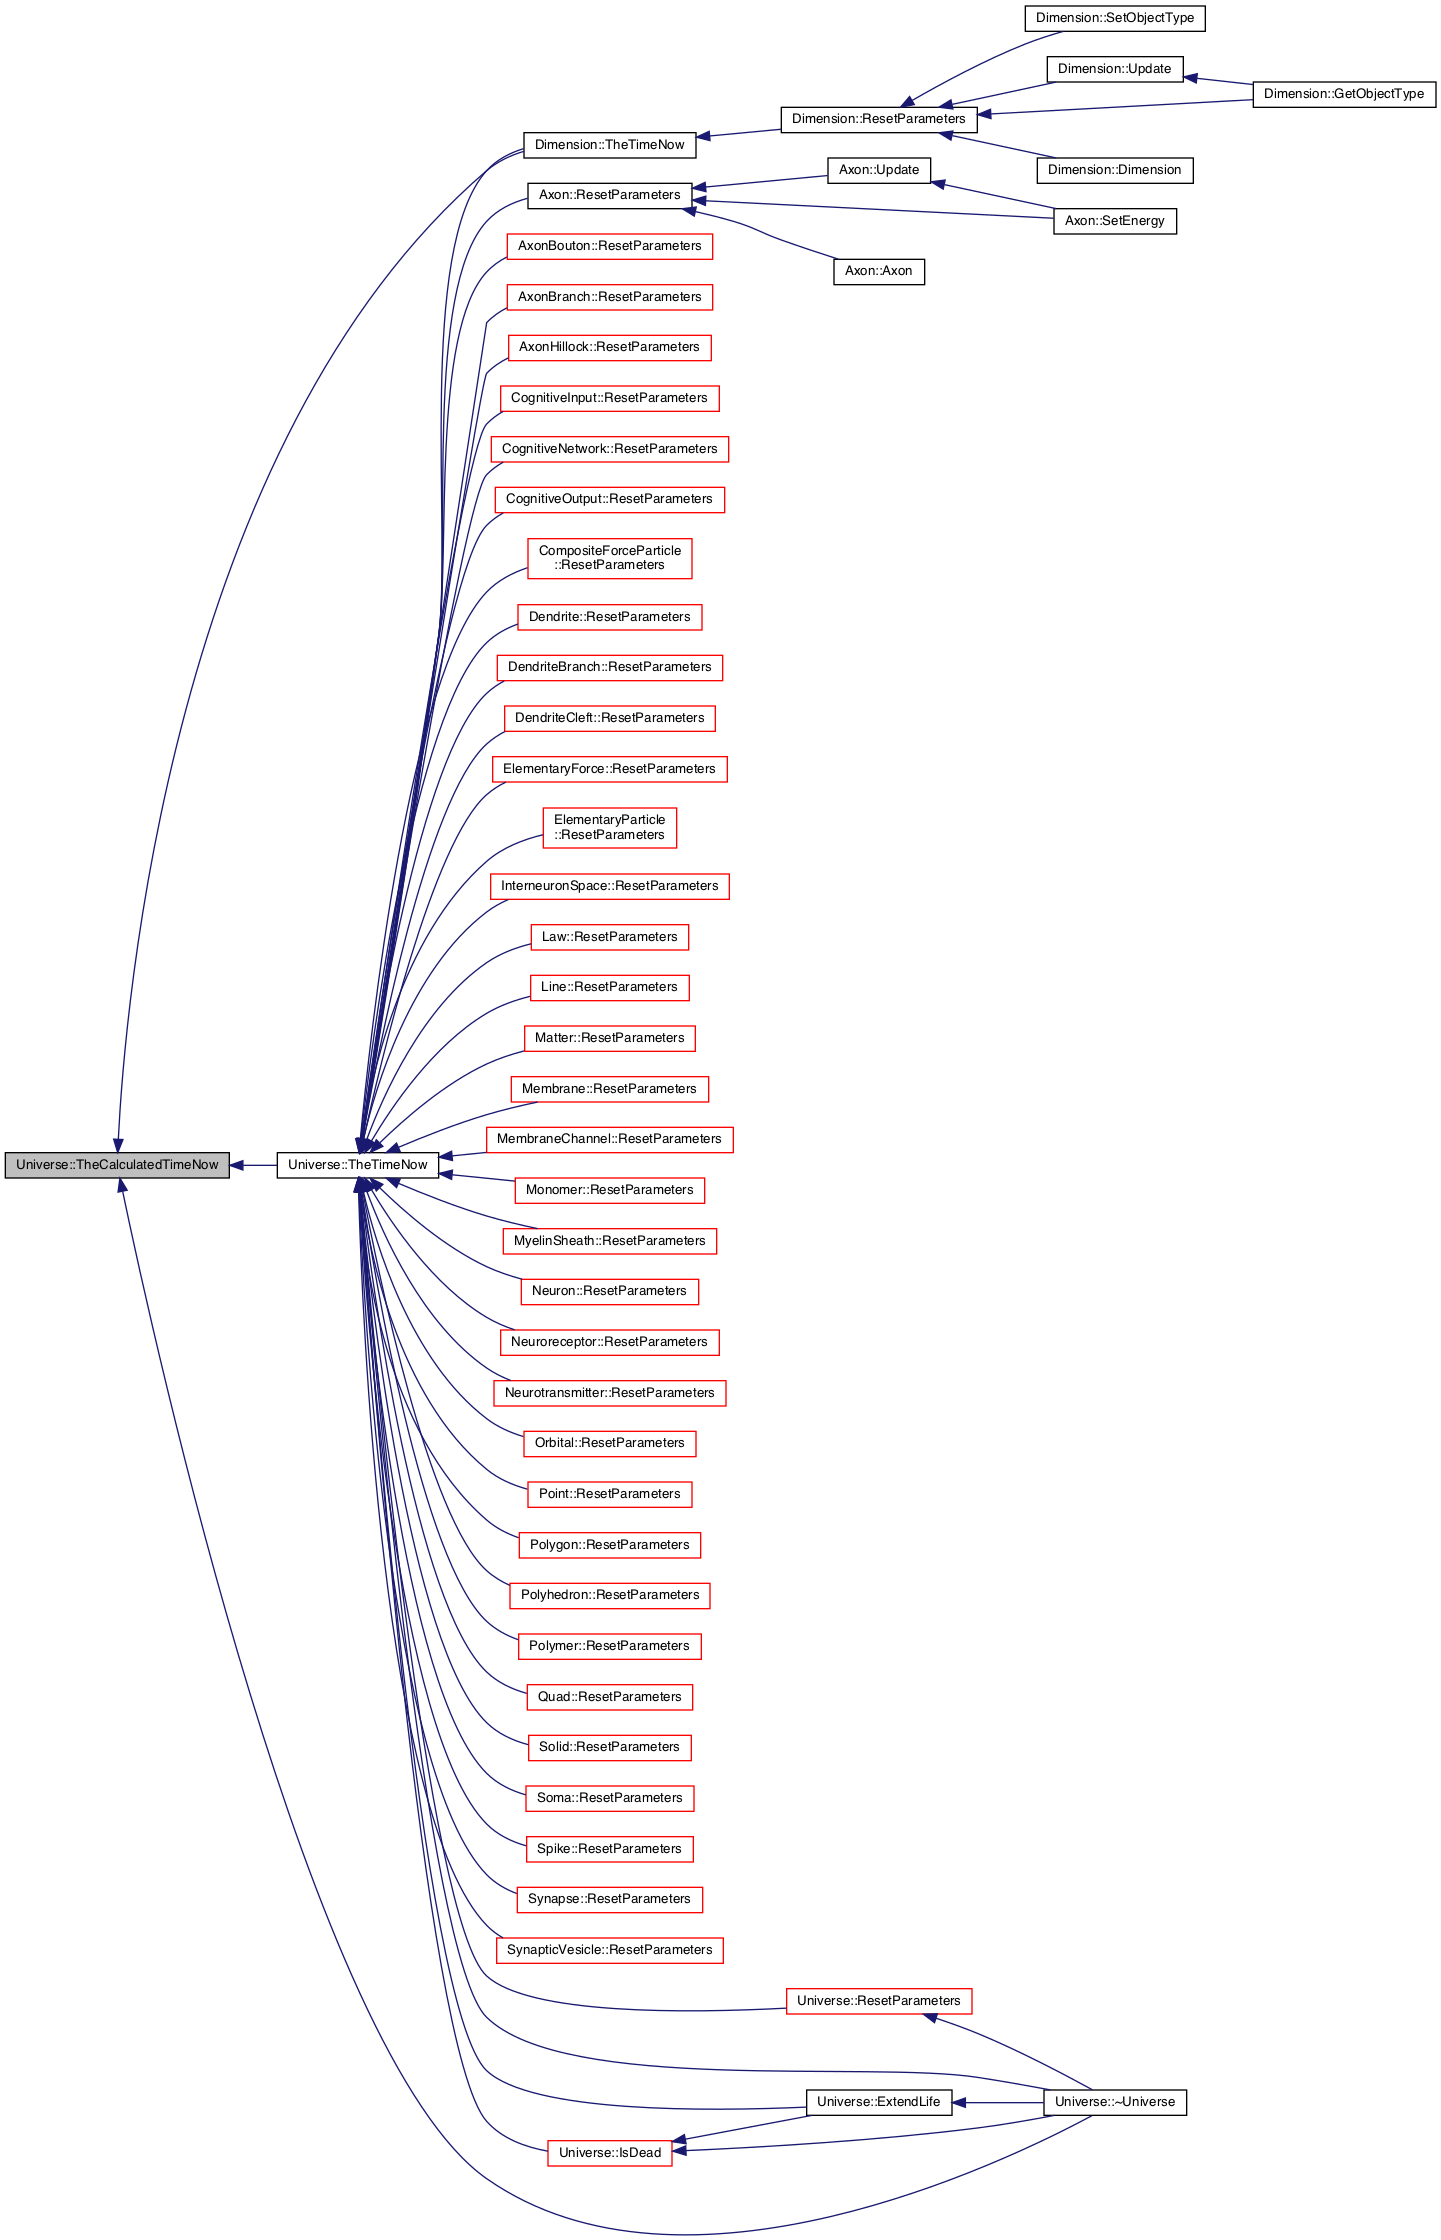 Dimension::SetObjectType
Dimension::Update
Dimension::GetObjectType
Dimension::ResetParameters
Dimension::TheTimeNow
Dimension::Dimension
Axon::Update
Axon::ResetParameters
Axon::SetEnergy
AxonBouton::ResetParameters
Axon::Axon
AxonBranch::ResetParameters
AxonHillock::ResetParameters
CognitiveInput::ResetParameters
CognitiveNetwork::ResetParameters
CognitiveOutput::ResetParameters
CompositeForceParticle
::ResetParameters
Dendrite::ResetParameters
DendriteBranch::ResetParameters
DendriteCleft::ResetParameters
ElementaryForce::ResetParameters
ElementaryParticle
::ResetParameters
InterneuronSpace::ResetParameters
Law::ResetParameters
Line::ResetParameters
Matter::ResetParameters
Membrane::ResetParameters
MembraneChannel::ResetParameters
Universe::TheCalculatedTimeNow
Universe::TheTimeNow
Monomer::ResetParameters
MyelinSheath::ResetParameters
Neuron::ResetParameters
Neuroreceptor::ResetParameters
Neurotransmitter::ResetParameters
Orbital::ResetParameters
Point::ResetParameters
Polygon::ResetParameters
Polyhedron::ResetParameters
Polymer::ResetParameters
Quad::ResetParameters
Solid::ResetParameters
Soma::ResetParameters
Spike::ResetParameters
Synapse::ResetParameters
SynapticVesicle::ResetParameters
Universe::ResetParameters
Universe::ExtendLife
Universe::~Universe
Universe::IsDead